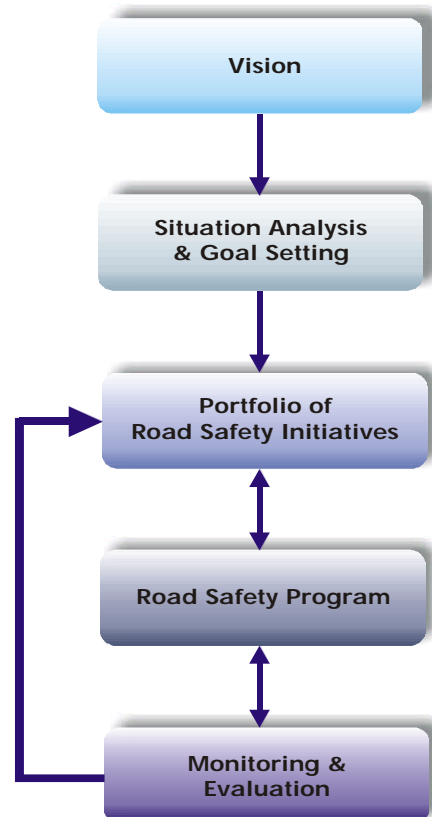 Vision
Situation Analysis
& Goal Setting
Portfolio of
Road Safety Initiatives
Road Safety Program
Monitoring &
Evaluation